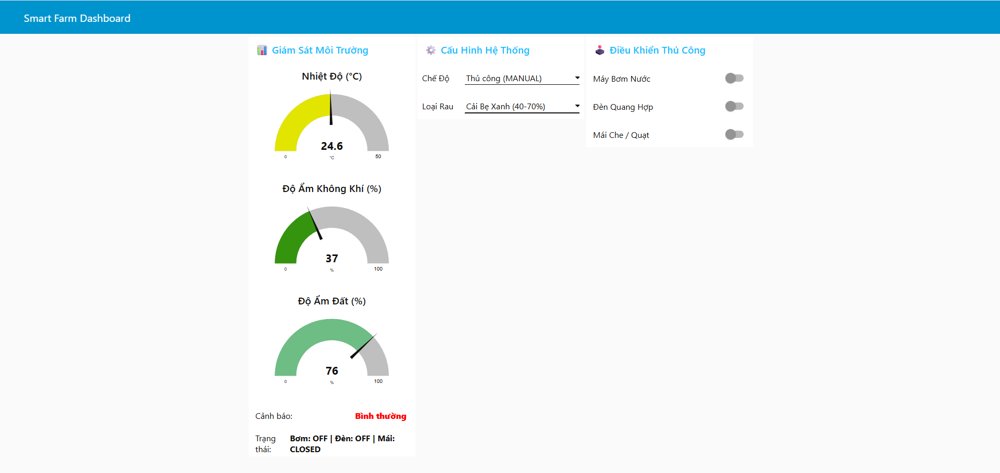 Smart Farm Dashboard
Giám Sát Môi Trường
Nhiệt Độ (°C)
24.6
°C
0
50
Độ Ẩm Không Khí (%)
37
%
0
100
Độ Ẩm Đất (%)
76
%
0
100
Cảnh báo:
Bình thường
Trạng thái:
Bơm: OFF | Đèn: OFF | Mái:
CLOSED
Cấu Hình Hệ Thống
Chế Độ
Thủ công (MANUAL)
Loại Rau
Cải Bẹ Xanh (40-70%)
Điều Khiển Thủ Công
Máy Bơm Nước
Đèn Quang Hợp
Mái Che / Quạt